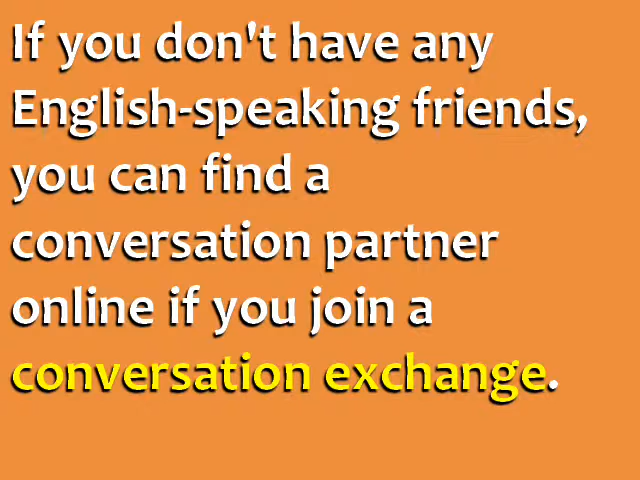 If you don't have any
English-speaking friends,
you can find a
conversation partner
online if you join a
conversation exchange.